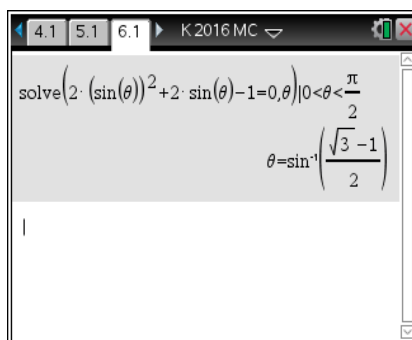 4.1 5.1 6.1 K 2016 MC
solve(2·(sin(θ))²+2·sin(θ)−1=0,θ)|0<θ<π/2
θ=sin⁻¹((√3−1)/2)